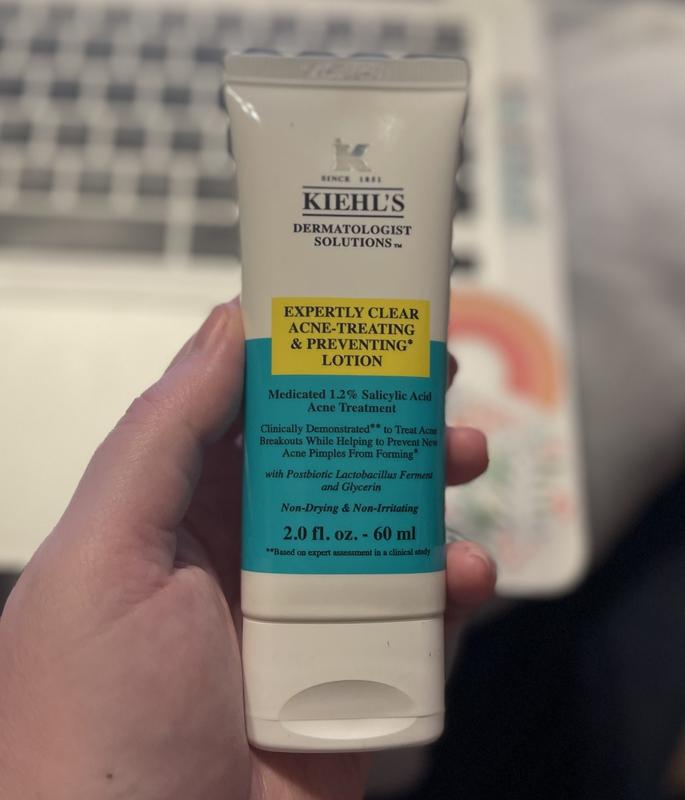 K
SINCE 1851
KIEHL'S
DERMATOLOGIST
SOLUTIONS™
EXPERTLY CLEAR
ACNE-TREATING
& PREVENTING*
LOTION
Medicated 1.2% Salicylic Acid
Acne Treatment
Clinically Demonstrated** to Treat Acne
Breakouts While Helping to Prevent New
Acne Pimples From Forming*
with Postbiotic Lactobacillus Ferment
and Glycerin
Non-Drying & Non-Irritating
2.0 fl. oz. - 60 ml
**Based on expert assessment in a clinical study